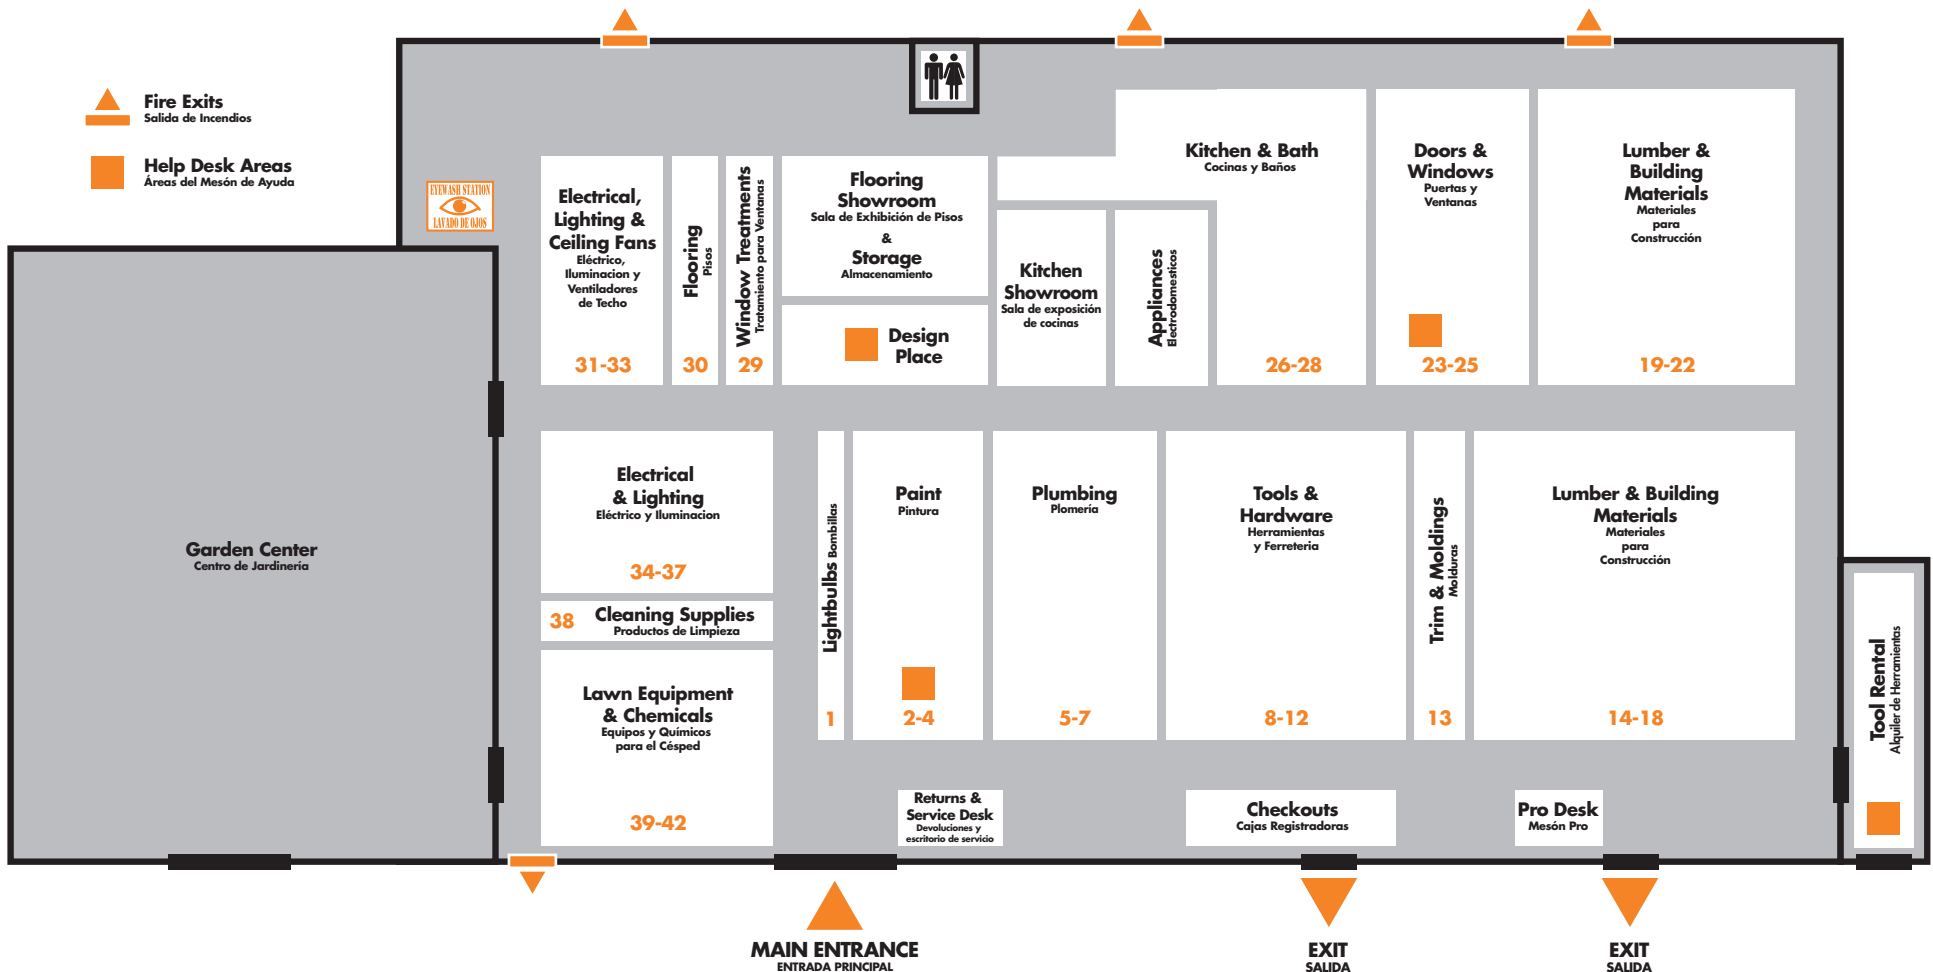 Fire Exits
Salida de Incendios
Help Desk Areas
Áreas del Mesón de Ayuda
EYEWASH STATION
LAVADO DE OJOS
Electrical,
Lighting &
Ceiling Fans
Eléctrico,
Iluminacion y
Ventiladores
de Techo
31-33
Flooring
Pisos
30
Window Treatments
Tratamiento para Ventanas
29
Flooring
Showroom
Sala de Exhibición de Pisos
&
Storage
Almacenamiento
Design
Place
Kitchen
Showroom
Sala de exposición
de cocinas
Appliances
Electrodomesticos
Kitchen & Bath
Cocinas y Baños
26-28
Doors &
Windows
Puertas y
Ventanas
23-25
Lumber &
Building
Materials
Materiales
para
Construcción
19-22
Garden Center
Centro de Jardinería
Electrical
& Lighting
Eléctrico y Iluminacion
34-37
38 Cleaning Supplies
Productos de Limpieza
Lawn Equipment
& Chemicals
Equipos y Químicos
para el Césped
39-42
Lightbulbs Bombillas
1
Paint
Pintura
2-4
Plumbing
Plomería
5-7
Tools &
Hardware
Herramientas
y Ferreteria
8-12
Trim & Moldings
Molduras
13
Lumber & Building
Materials
Materiales
para
Construcción
14-18
Tool Rental
Alquiler de Herramientas
Returns &
Service Desk
Devoluciones y
escritorio de servicio
Checkouts
Cajas Registradoras
Pro Desk
Mesón Pro
MAIN ENTRANCE
ENTRADA PRINCIPAL
EXIT
SALIDA
EXIT
SALIDA